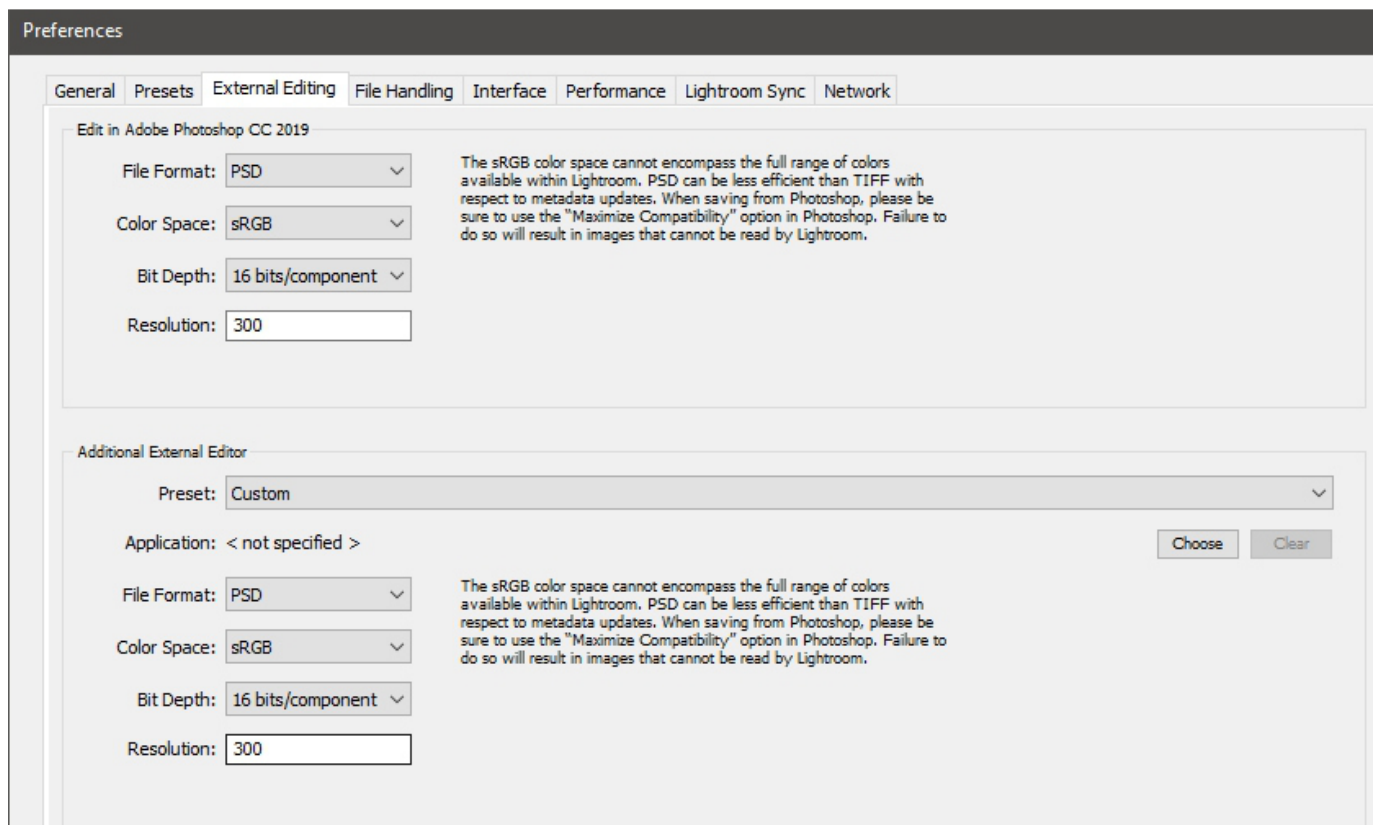 Preferences
General Presets External Editing File Handling Interface Performance Lightroom Sync Network
Edit in Adobe Photoshop CC 2019
File Format: PSD
The sRGB color space cannot encompass the full range of colors
available within Lightroom. PSD can be less efficient than TIFF with
respect to metadata updates. When saving from Photoshop, please be
sure to use the “Maximize Compatibility” option in Photoshop. Failure to
do so will result in images that cannot be read by Lightroom.
Color Space: sRGB
Bit Depth: 16 bits/component
Resolution: 300
Additional External Editor
Preset: Custom
Application: < not specified >
Choose Clear
File Format: PSD
The sRGB color space cannot encompass the full range of colors
available within Lightroom. PSD can be less efficient than TIFF with
respect to metadata updates. When saving from Photoshop, please be
sure to use the “Maximize Compatibility” option in Photoshop. Failure to
do so will result in images that cannot be read by Lightroom.
Color Space: sRGB
Bit Depth: 16 bits/component
Resolution: 300